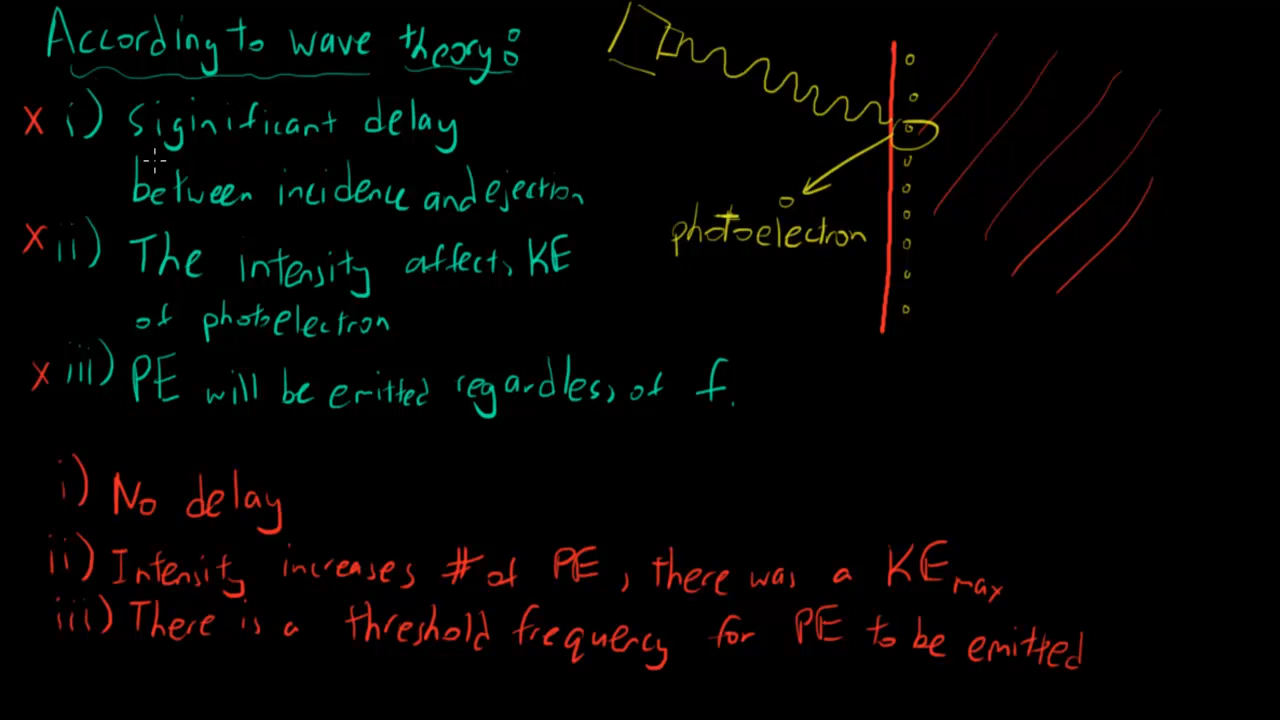 According to wave theory:
x i) Siginificant delay
between incidence and ejection
x ii) The intensity affects KE
of photoelectron
x iii) PE will be emitted regardless of f.
photoelectron
i) No delay
ii) Intensity increases # of PE, there was a KEmax
iii) There is a threshold frequency for PE to be emitted